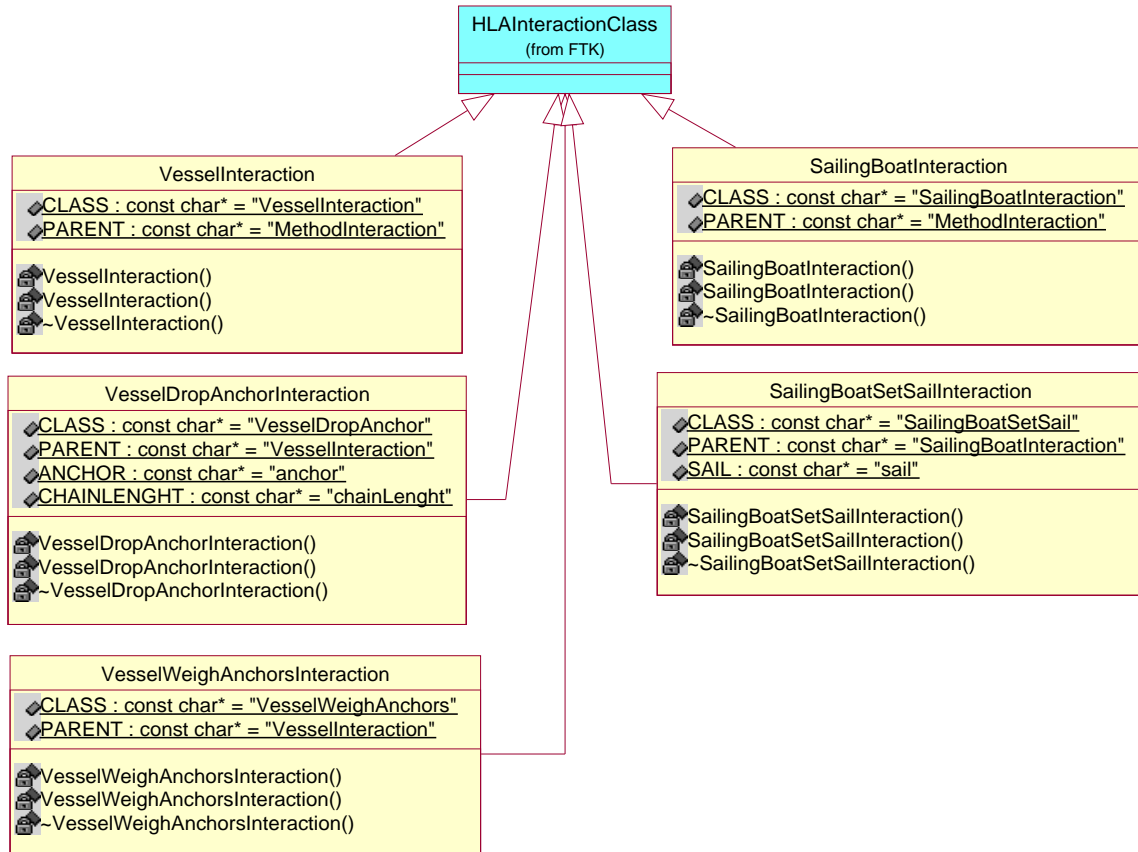 HLAInteractionClass
(from FTK)
VesselInteraction
CLASS : const char* = "VesselInteraction"
PARENT : const char* = "MethodInteraction"
VesselInteraction()
VesselInteraction()
~VesselInteraction()
SailingBoatInteraction
CLASS : const char* = "SailingBoatInteraction"
PARENT : const char* = "MethodInteraction"
SailingBoatInteraction()
SailingBoatInteraction()
~SailingBoatInteraction()
VesselDropAnchorInteraction
CLASS : const char* = "VesselDropAnchor"
PARENT : const char* = "VesselInteraction"
ANCHOR : const char* = "anchor"
CHAINLENGHT : const char* = "chainLenght"
VesselDropAnchorInteraction()
VesselDropAnchorInteraction()
~VesselDropAnchorInteraction()
SailingBoatSetSailInteraction
CLASS : const char* = "SailingBoatSetSail"
PARENT : const char* = "SailingBoatInteraction"
SAIL : const char* = "sail"
SailingBoatSetSailInteraction()
SailingBoatSetSailInteraction()
~SailingBoatSetSailInteraction()
VesselWeighAnchorsInteraction
CLASS : const char* = "VesselWeighAnchors"
PARENT : const char* = "VesselInteraction"
VesselWeighAnchorsInteraction()
VesselWeighAnchorsInteraction()
~VesselWeighAnchorsInteraction()